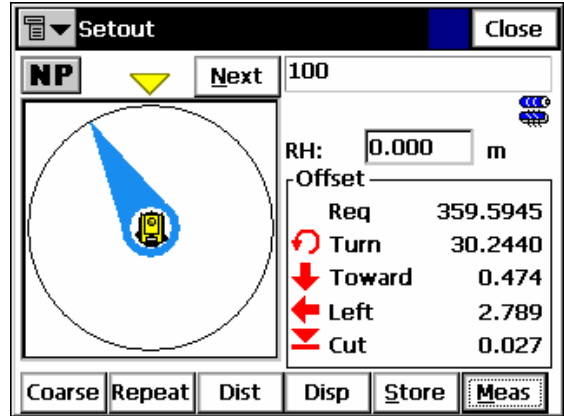 Setout Close
NP Next 100
RH: 0.000 m
Offset
Req 359.5945
Turn 30.2440
Toward 0.474
Left 2.789
Cut 0.027
Coarse Repeat Dist Disp Store Meas